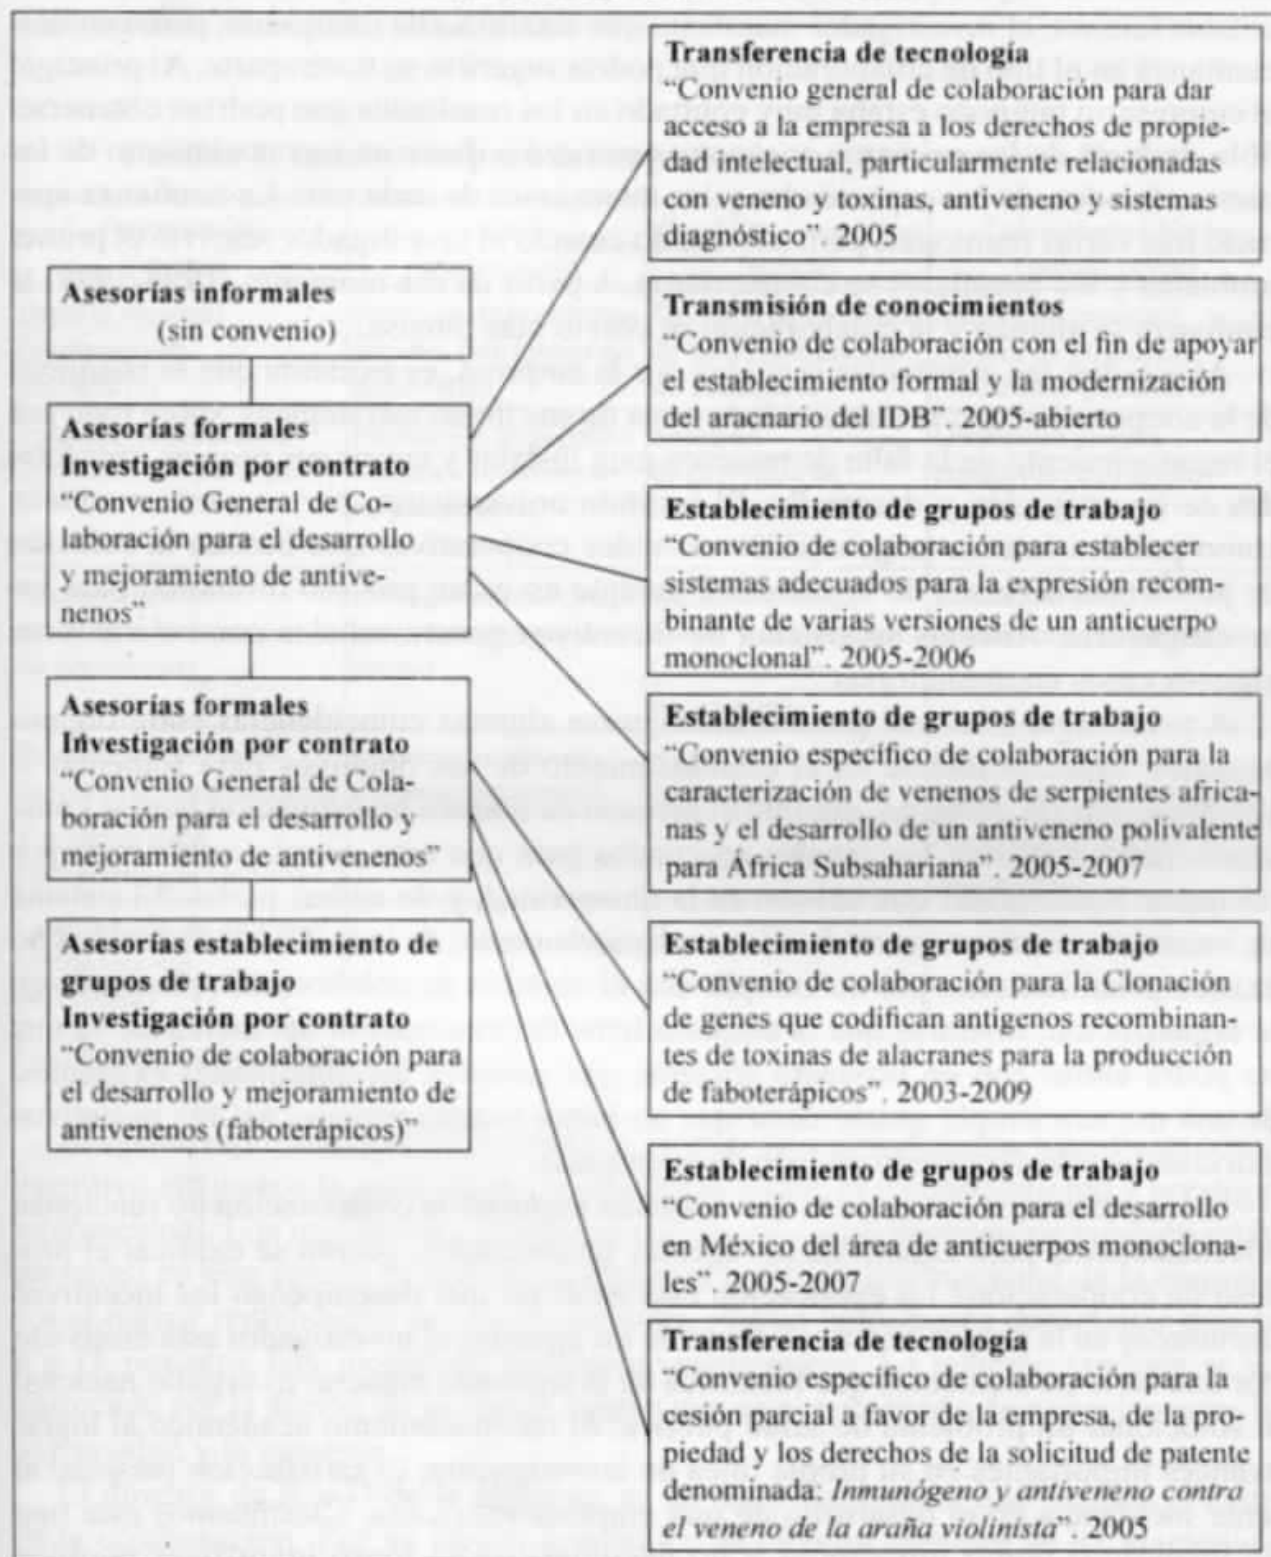 Asesorías informales
(sin convenio)
Asesorías formales
Investigación por contrato
“Convenio General de Co-
laboración para el desarrollo
y mejoramiento de antive-
nenos”
Asesorías formales
Investigación por contrato
“Convenio General de Cola-
boración para el desarrollo y
mejoramiento de antivenenos”
Asesorías establecimiento de
grupos de trabajo
Investigación por contrato
“Convenio de colaboración para
el desarrollo y mejoramiento de
antivenenos (faboterápicos)”
Transferencia de tecnología
“Convenio general de colaboración para dar
acceso a la empresa a los derechos de propie-
dad intelectual, particularmente relacionadas
con veneno y toxinas, antiveneno y sistemas
diagnóstico”. 2005
Transmisión de conocimientos
“Convenio de colaboración con el fin de apoyar
el establecimiento formal y la modernización
del aracnario del IDB”. 2005-abierto
Establecimiento de grupos de trabajo
“Convenio de colaboración para establecer
sistemas adecuados para la expresión recom-
binante de varias versiones de un anticuerpo
monoclonal”. 2005-2006
Establecimiento de grupos de trabajo
“Convenio específico de colaboración para la
caracterización de venenos de serpientes africa-
nas y el desarrollo de un antiveneno polivalente
para África Subsahariana”. 2005-2007
Establecimiento de grupos de trabajo
“Convenio de colaboración para la Clonación
de genes que codifican antígenos recombinan-
tes de toxinas de alacranes para la producción
de faboterápicos”. 2003-2009
Establecimiento de grupos de trabajo
“Convenio de colaboración para el desarrollo
en México del área de anticuerpos monoclona-
les”. 2005-2007
Transferencia de tecnología
“Convenio específico de colaboración para la
cesión parcial a favor de la empresa, de la pro-
piedad y los derechos de la solicitud de patente
denominada: Inmunógeno y antiveneno contra
el veneno de la araña violinista”. 2005